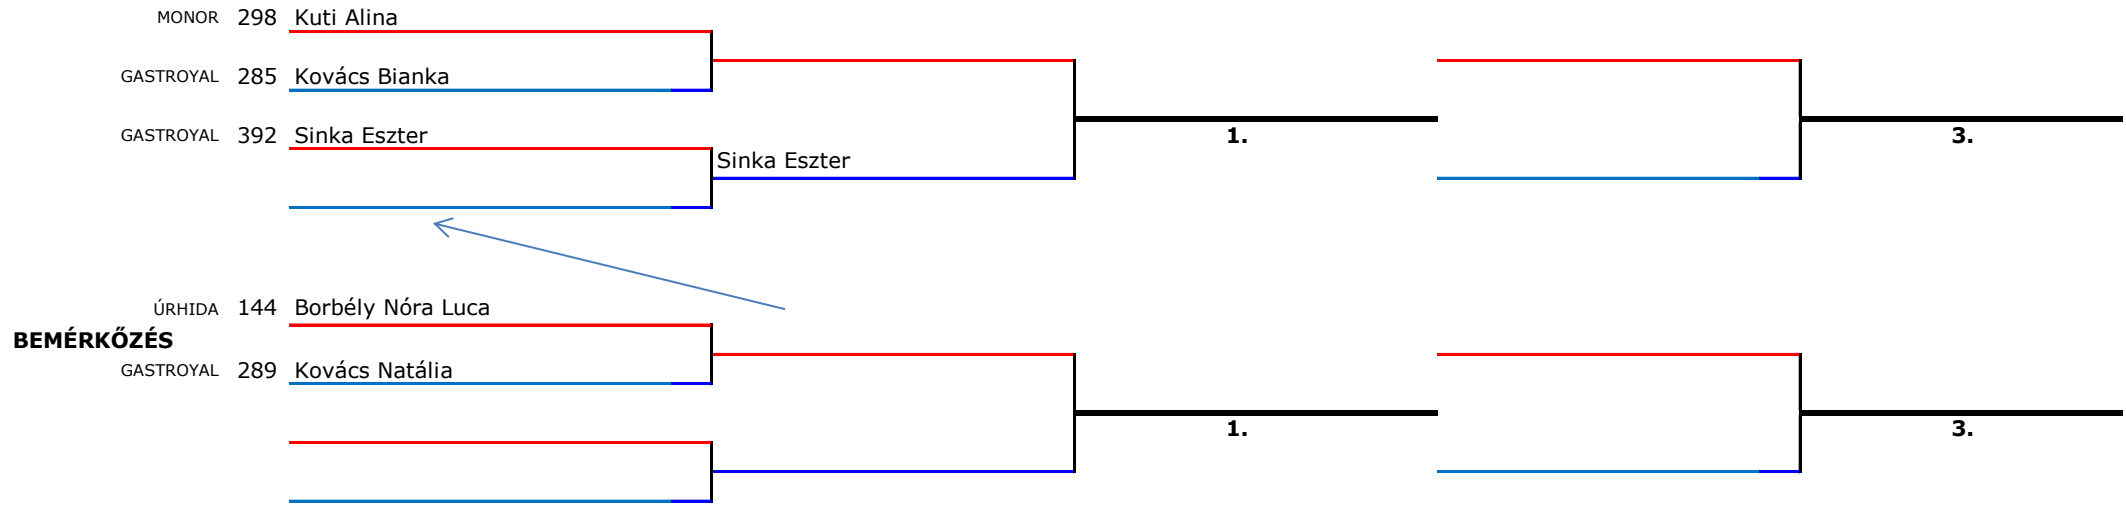 MONOR 298 Kuti Alina
GASTROYAL 285 Kovács Bianka
GASTROYAL 392 Sinka Eszter
1.
3.
Sinka Eszter
ÚRHIDA 144 Borbély Nóra Luca
BEMÉRKŐZÉS
GASTROYAL 289 Kovács Natália
1.
3.